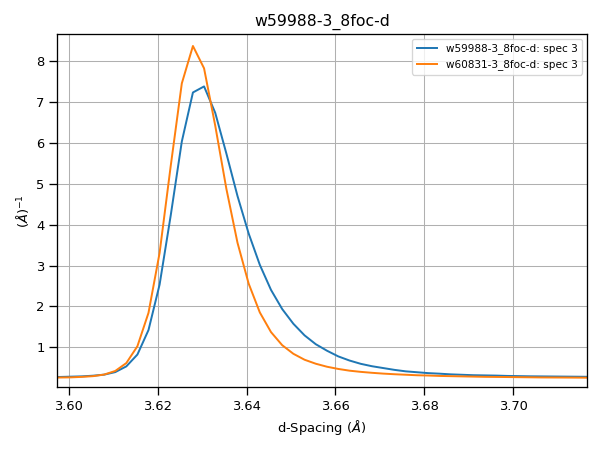 w59988-3_8foc-d
w59988-3_8foc-d: spec 3
w60831-3_8foc-d: spec 3
8
7
6
5
4
3
2
1
(Å)⁻¹
3.60 3.62 3.64 3.66 3.68 3.70
d-Spacing (Å)